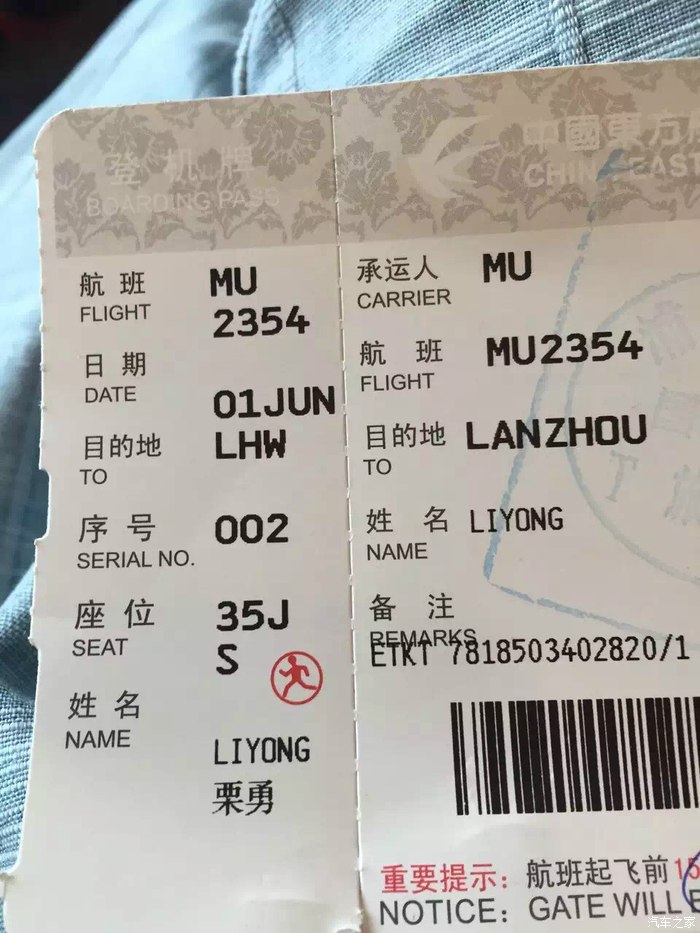 登机牌
BOARDING PASS
航班 MU
FLIGHT 2354
日期
DATE 01JUN
目的地 LHW
TO
序号 002
SERIAL NO.
座位 35J
SEAT S
姓名
NAME LIYONG
栗勇
中國東方
CHINA EAST
承运人 MU
CARRIER
航班 MU2354
FLIGHT
目的地 LANZHOU
TO
姓名 LIYONG
NAME
备注
REMARKS
ETKT 7818503402820/1
重要提示：航班起飞前15
NOTICE: GATE WILL
汽车之家